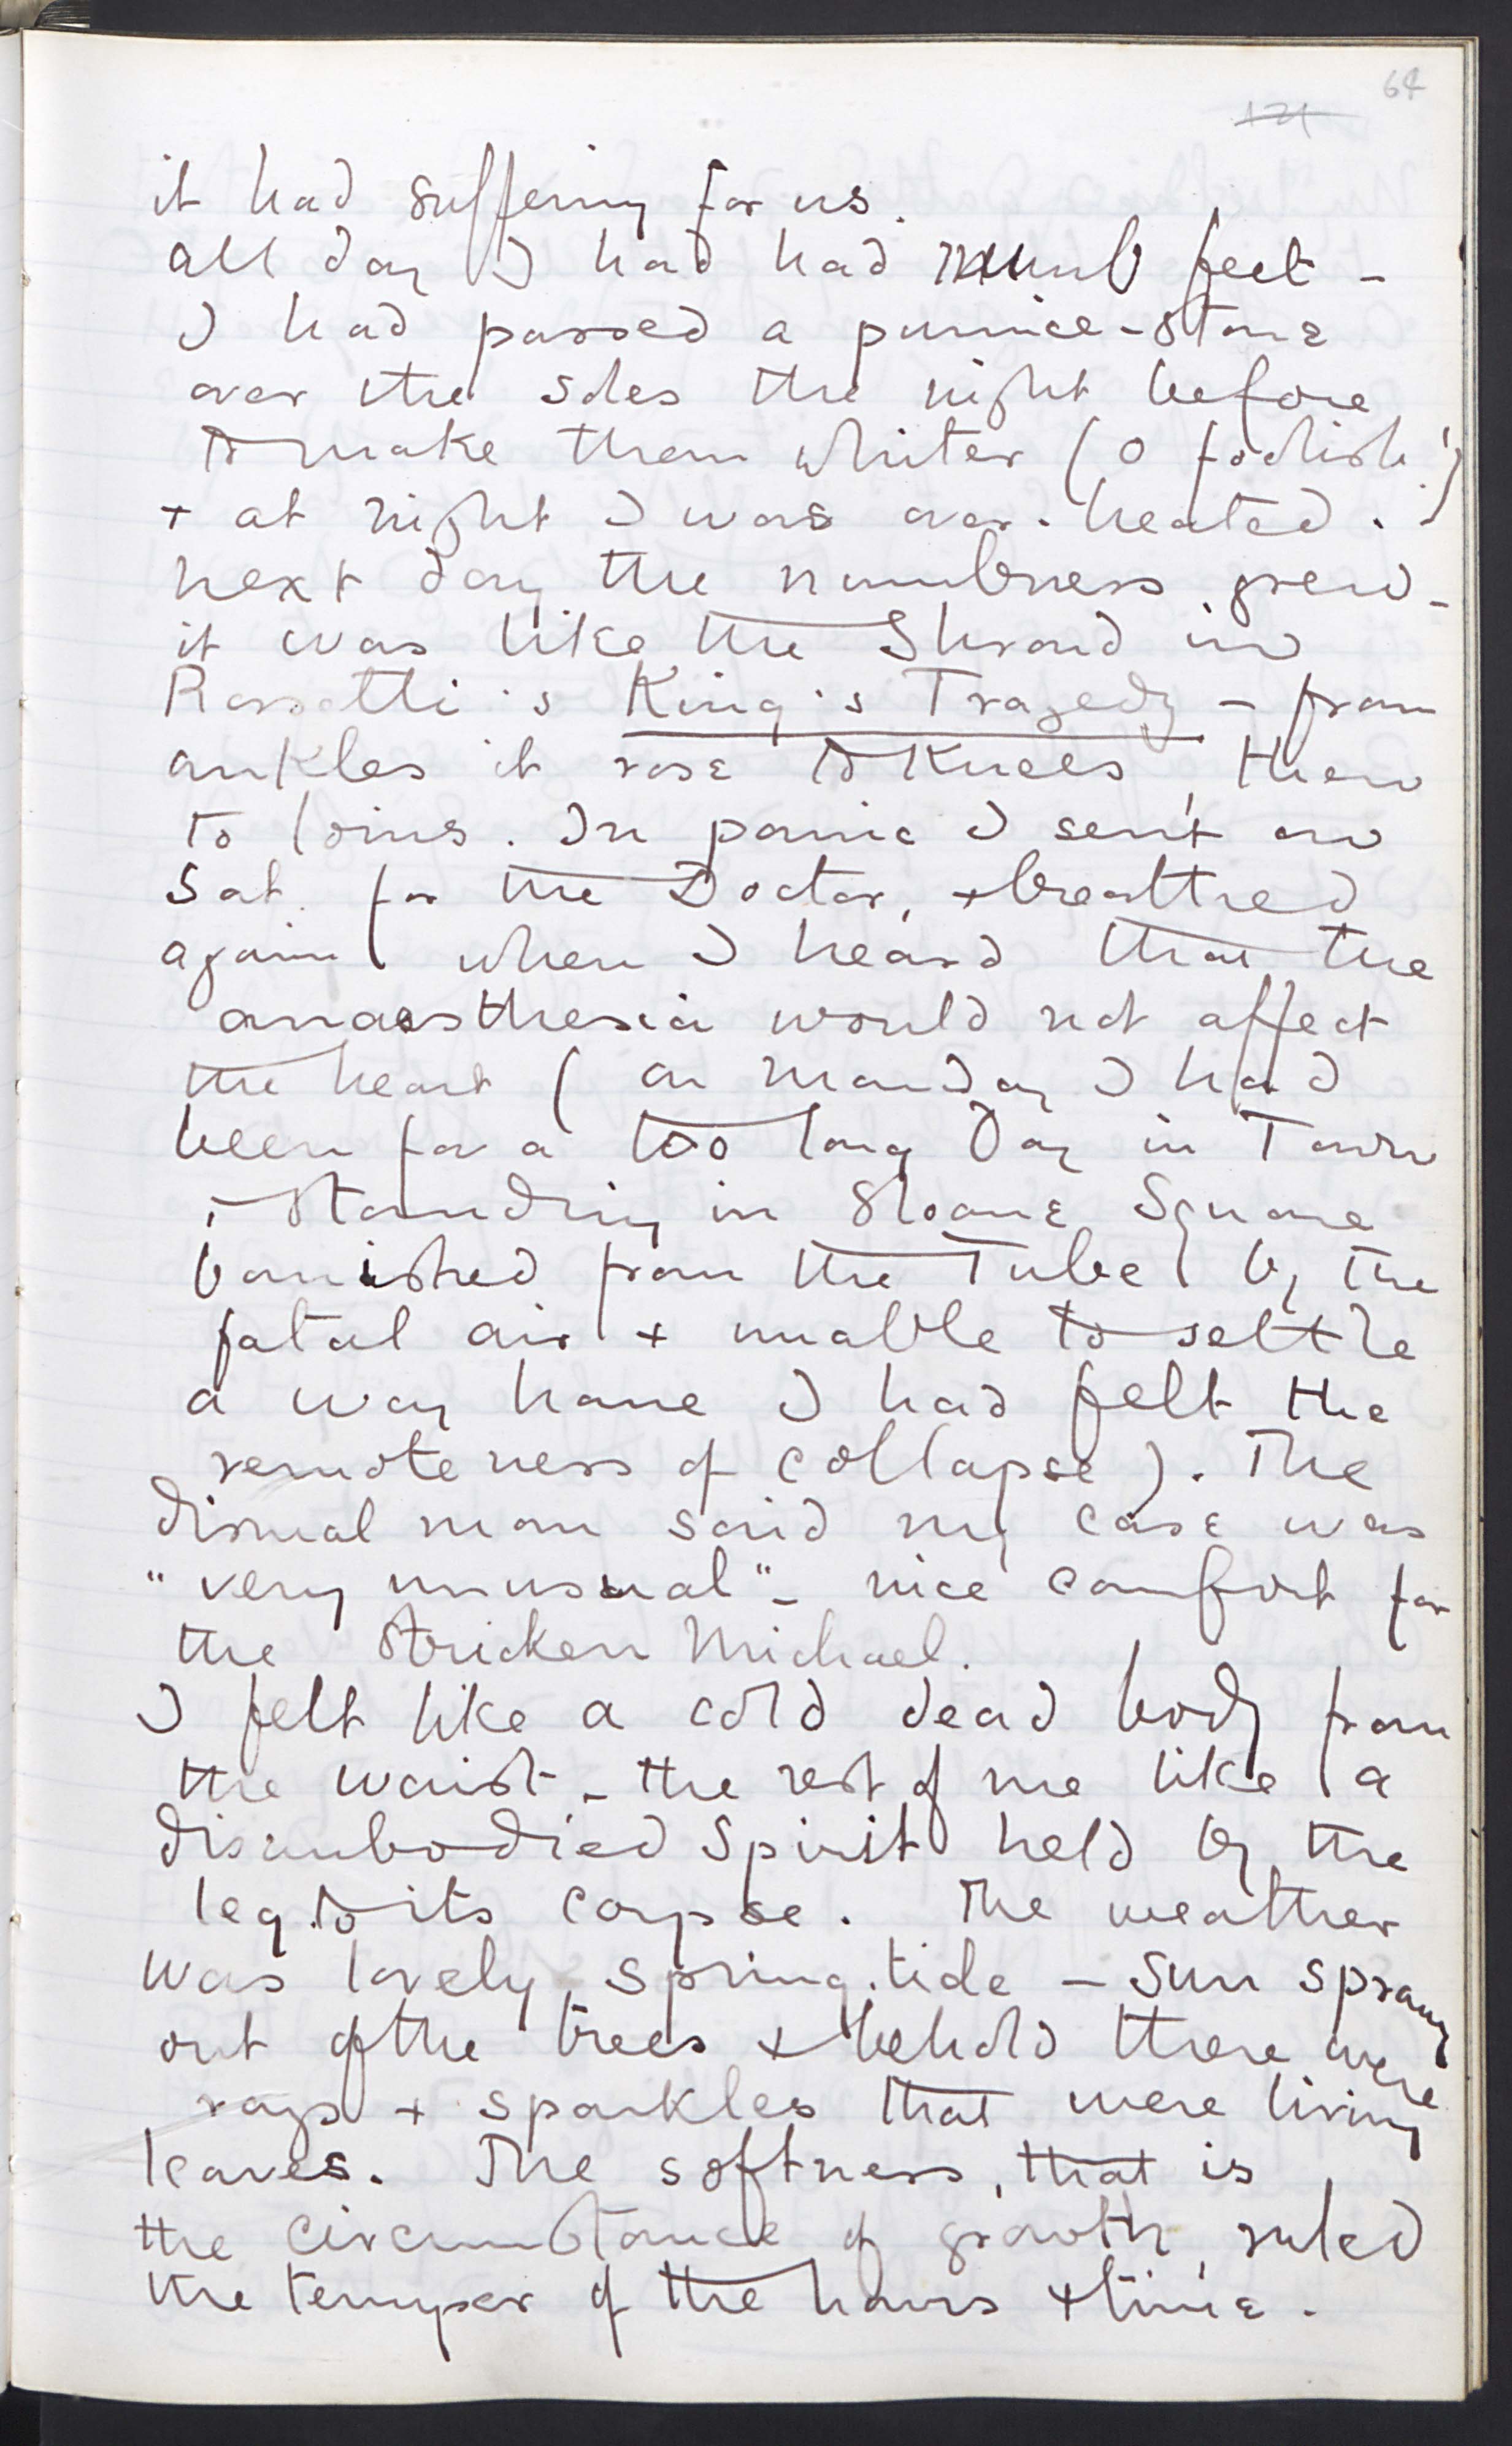 64
121
it had suffering for us.
All day I had had numb feet -
I had passed a pumice-stone
over the soles the night before
to make them whiter (O foolish!)
+ at night I was over-heated.
next day the numbness grew -
it was like the Shroud in
Rossetti's King's Tragedy - from
ankles it rose to knees, then
to loins. In panic I sent on
Sat. for the Doctor, + breathed
again when I heard that the
anaesthesia would not affect
the heart (on Monday I had
been for a too long Day in Town
+ standing in Sloane Square
banished from the Tube by the
fatal air + unable to settle
a way home I had felt the
remoteness of collapse). The
dismal man said my case was
"very unusual" - nice comfort for
the stricken Michael.
I felt like a cold dead body from
the waist - the rest of me like a
disembodied Spirit held by the
leg to its corpse. The weather
was lovely spring-tide - Sun sprang
out of the trees + behold there were
rays + sparkles that were living
leaves. The softness, that is
the circumstance of growth, ruled
the temper of the hours + time.